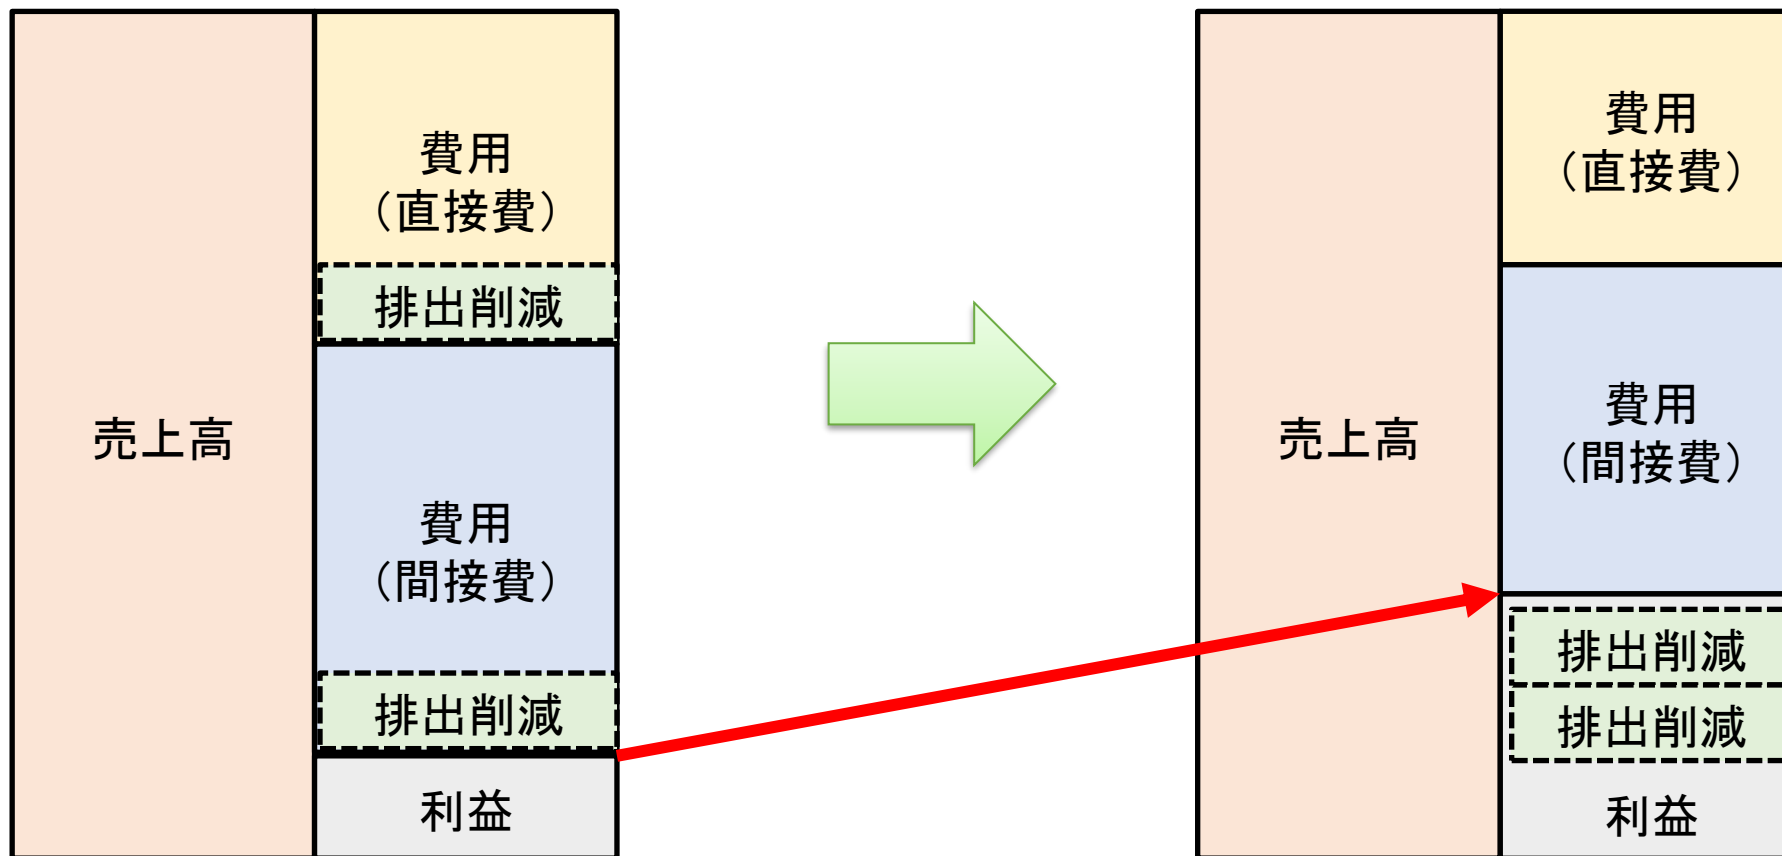 売上高
費用
（直接費）
排出削減
費用
（間接費）
排出削減
利益
売上高
費用
（直接費）
費用
（間接費）
排出削減
排出削減
利益